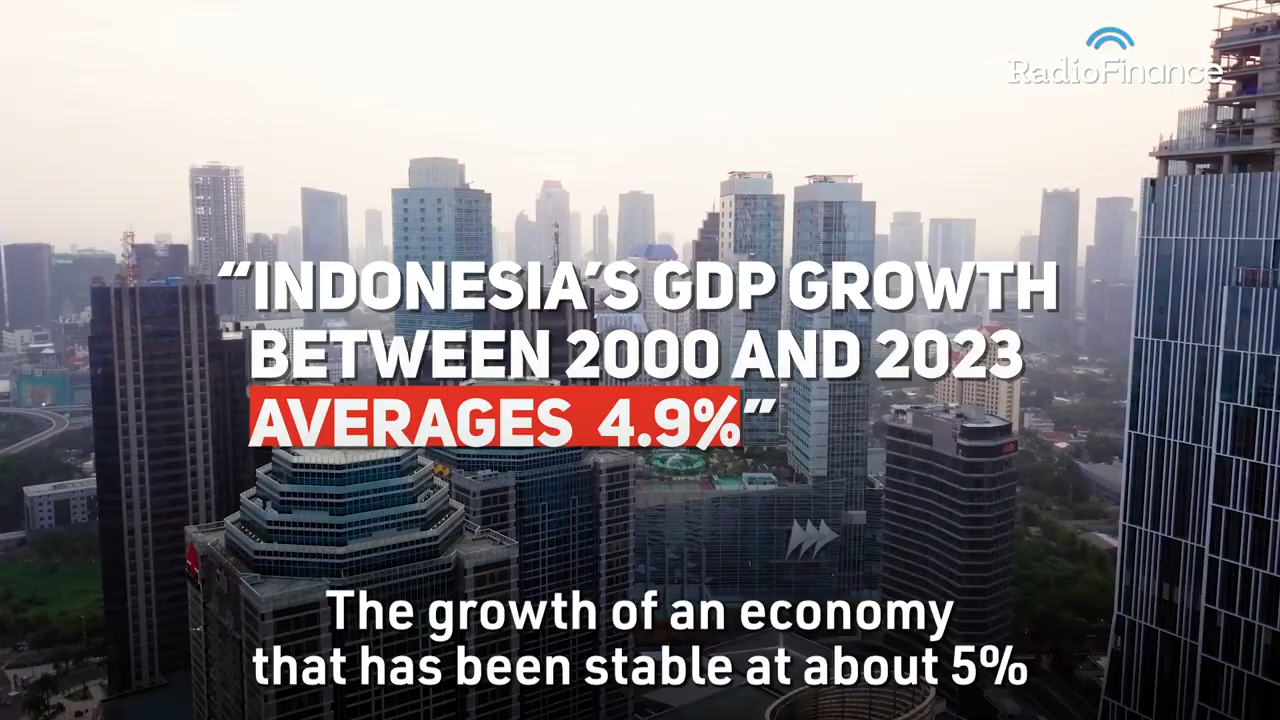 RadioFinance
“INDONESIA’S GDP GROWTH
BETWEEN 2000 AND 2023
AVERAGES 4.9%”
The growth of an economy
that has been stable at about 5%